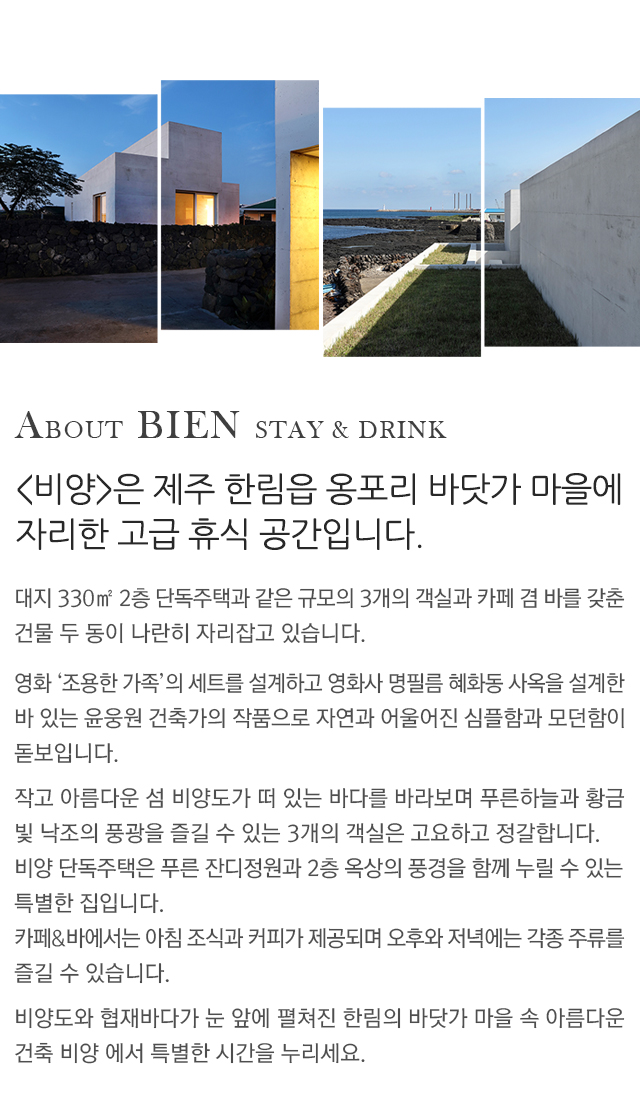 ABOUT BIEN STAY & DRINK
<비양>은 제주 한림읍 옹포리 바닷가 마을에
자리한 고급 휴식 공간입니다.
대지 330㎡ 2층 단독주택과 같은 규모의 3개의 객실과 카페 겸 바를 갖춘
건물 두 동이 나란히 자리잡고 있습니다.
영화 ‘조용한 가족’의 세트를 설계하고 영화사 명필름 혜화동 사옥을 설계한
바 있는 윤웅원 건축가의 작품으로 자연과 어울어진 심플함과 모던함이
돋보입니다.
작고 아름다운 섬 비양도가 떠 있는 바다를 바라보며 푸른하늘과 황금
빛 낙조의 풍광을 즐길 수 있는 3개의 객실은 고요하고 정갈합니다.
비양 단독주택은 푸른 잔디정원과 2층 옥상의 풍경을 함께 누릴 수 있는
특별한 집입니다.
카페&바에서는 아침 조식과 커피가 제공되며 오후와 저녁에는 각종 주류를
즐길 수 있습니다.
비양도와 협재바다가 눈 앞에 펼쳐진 한림의 바닷가 마을 속 아름다운
건축 비양 에서 특별한 시간을 누리세요.